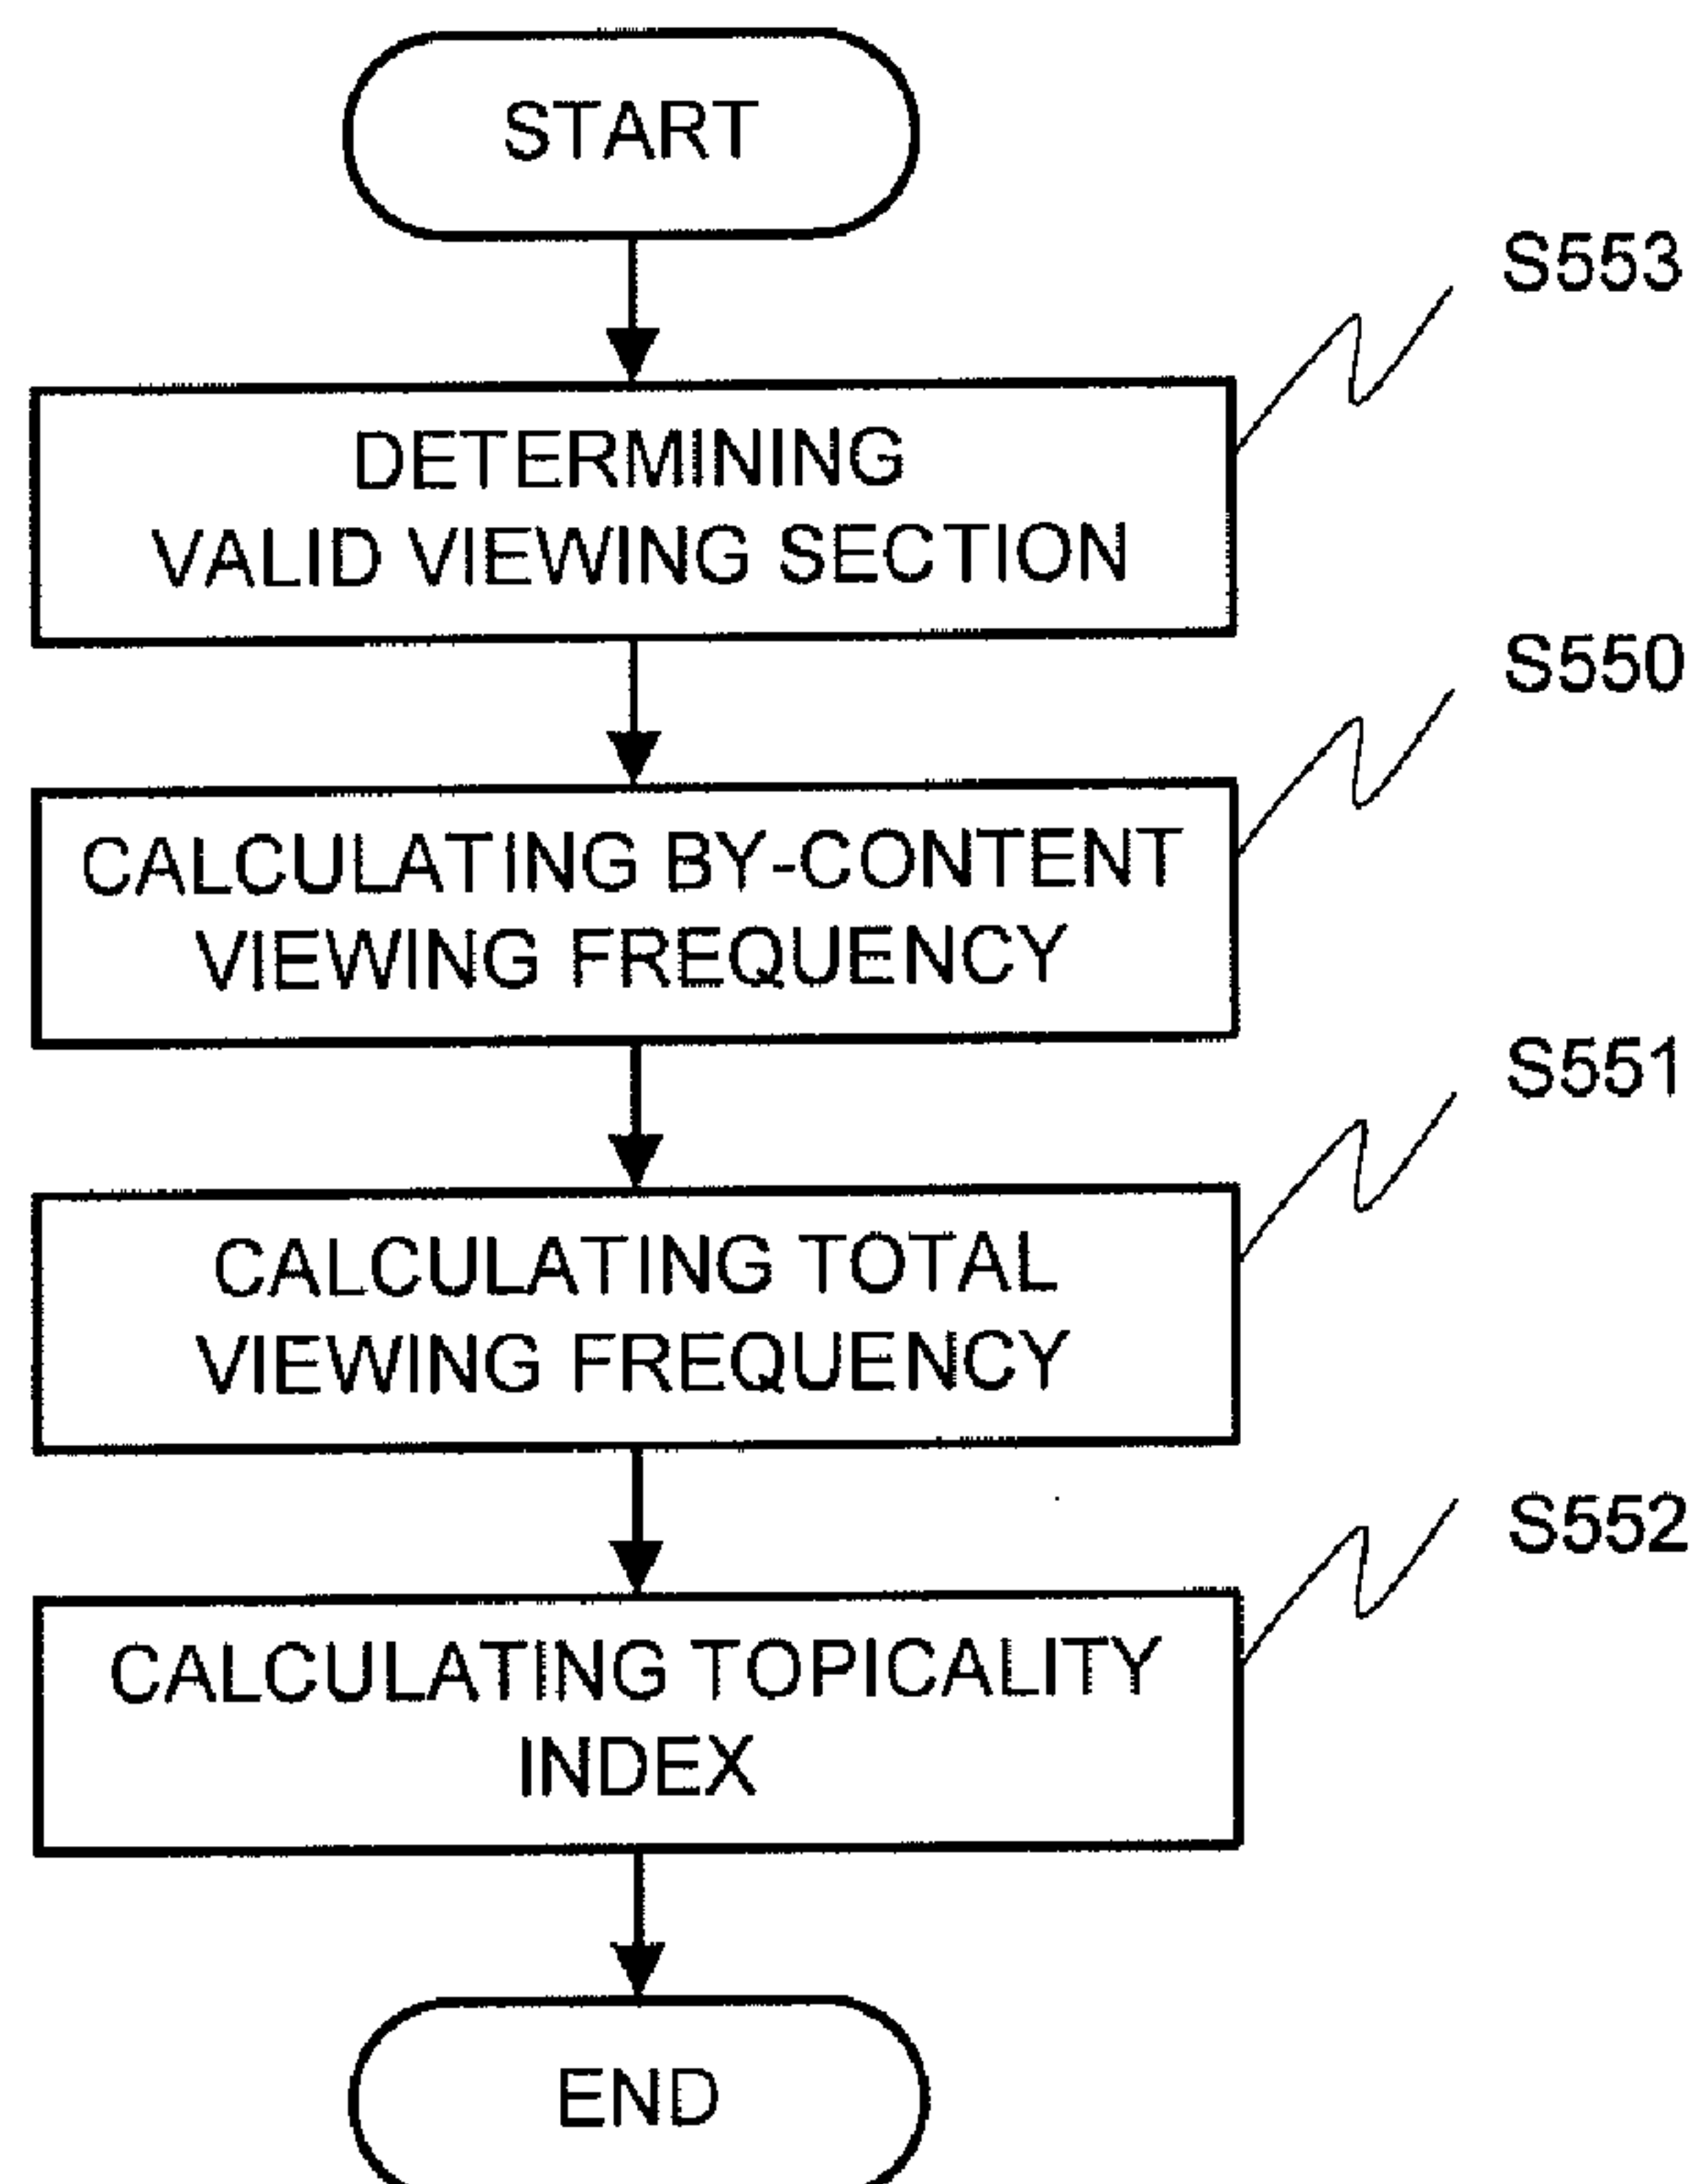 START
S553
DETERMINING
VALID VIEWING SECTION
S550
CALCULATING BY-CONTENT
VIEWING FREQUENCY
S551
CALCULATING TOTAL
VIEWING FREQUENCY
S552
CALCULATING TOPICALITY
INDEX
END